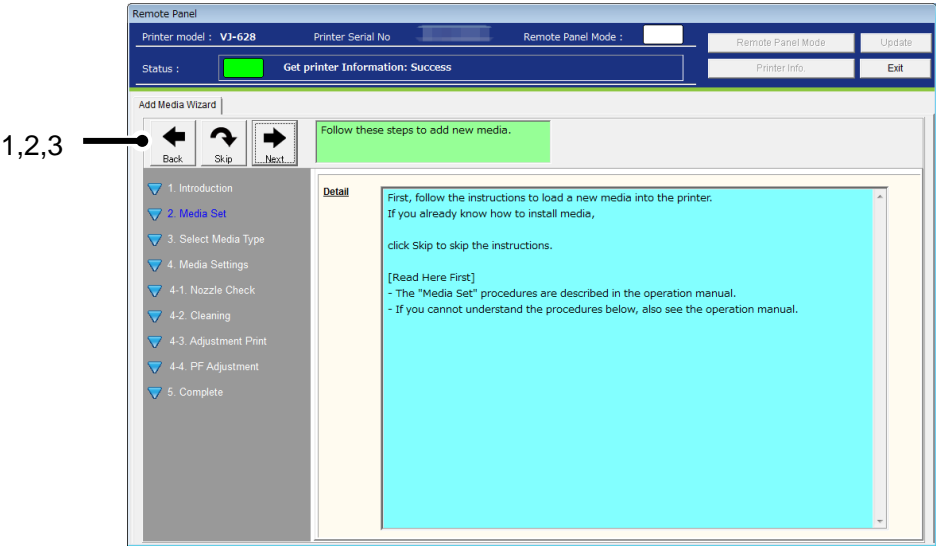 Remote Panel
Printer model : VJ-628 Printer Serial No Remote Panel Mode : Remote Panel Mode Update
Status : Get printer Information: Success Printer Info. Exit
Add Media Wizard
1,2,3
Back Skip Next
Follow these steps to add new media.
1. Introduction
2. Media Set
3. Select Media Type
4. Media Settings
4-1. Nozzle Check
4-2. Cleaning
4-3. Adjustment Print
4-4. PF Adjustment
5. Complete
Detail
First, follow the instructions to load a new media into the printer.
If you already know how to install media,
click Skip to skip the instructions.
[Read Here First]
- The "Media Set" procedures are described in the operation manual.
- If you cannot understand the procedures below, also see the operation manual.